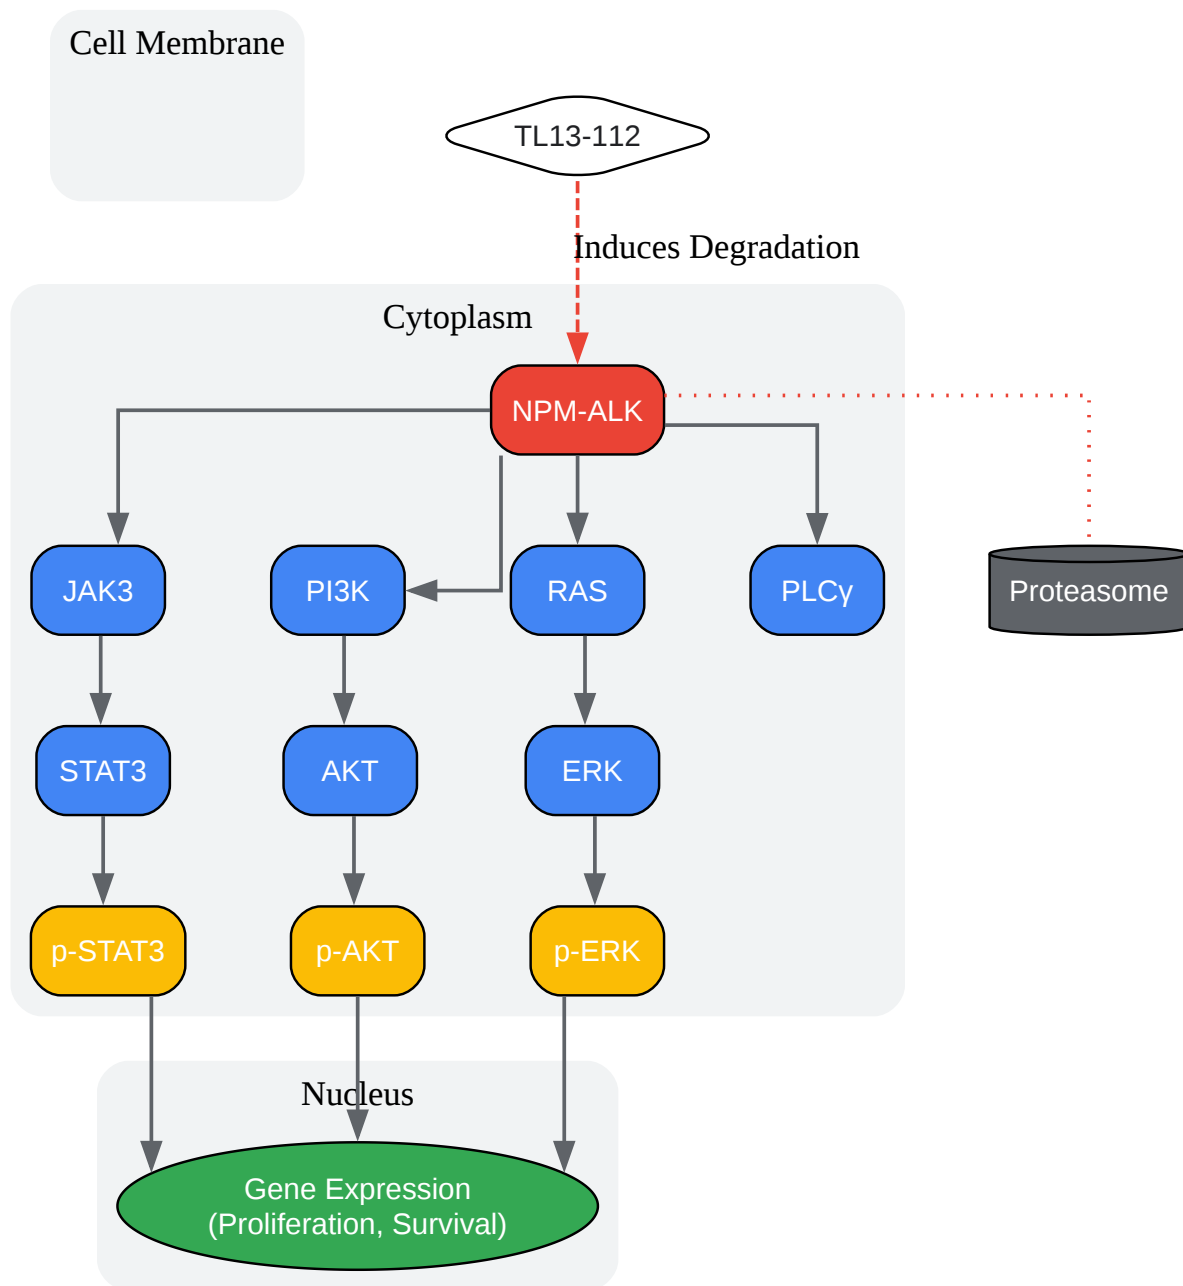 Cell Membrane
TL13-112
Induces Degradation
Cytoplasm
NPM-ALK
JAK3
PI3K
RAS
PLCγ
Proteasome
STAT3
AKT
ERK
p-STAT3
p-AKT
p-ERK
Nucleus
Gene Expression
(Proliferation, Survival)